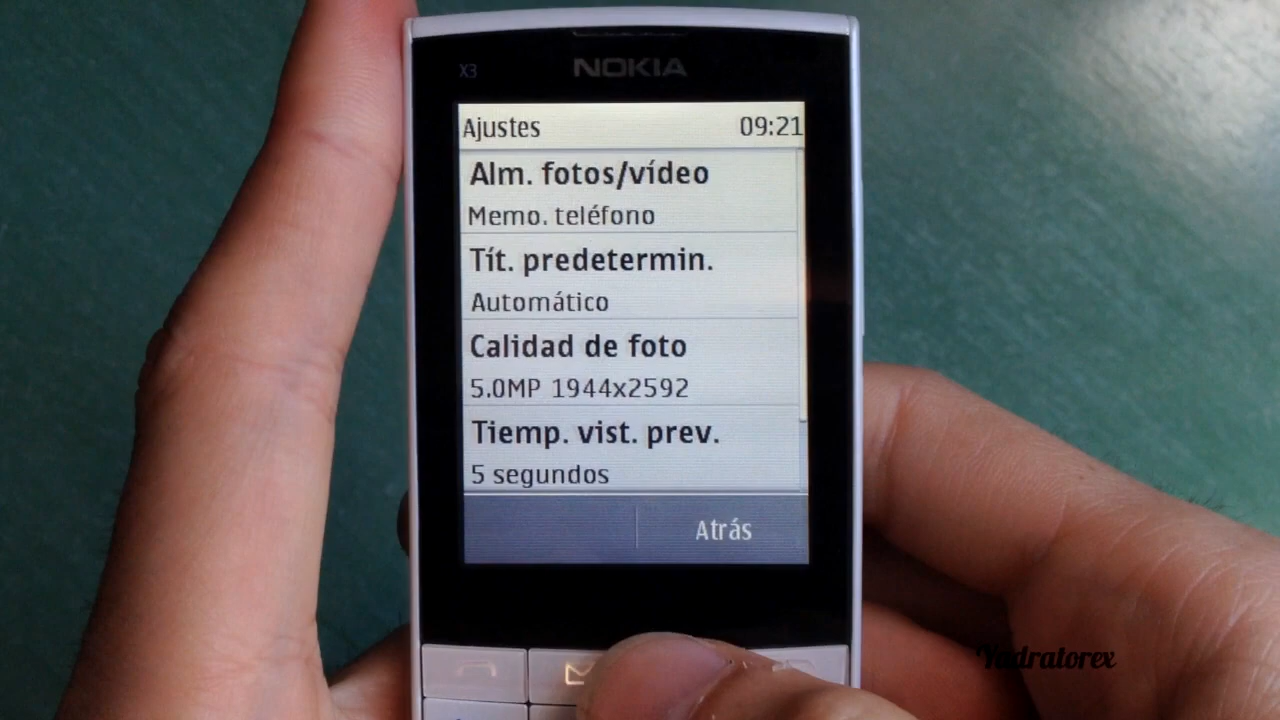 X3 NOKIA
Ajustes 09:21
Alm. fotos/vídeo
Memo. teléfono
Tít. predetermin.
Automático
Calidad de foto
5.0MP 1944x2592
Tiemp. vist. prev.
5 segundos
Atrás
Yadratorex